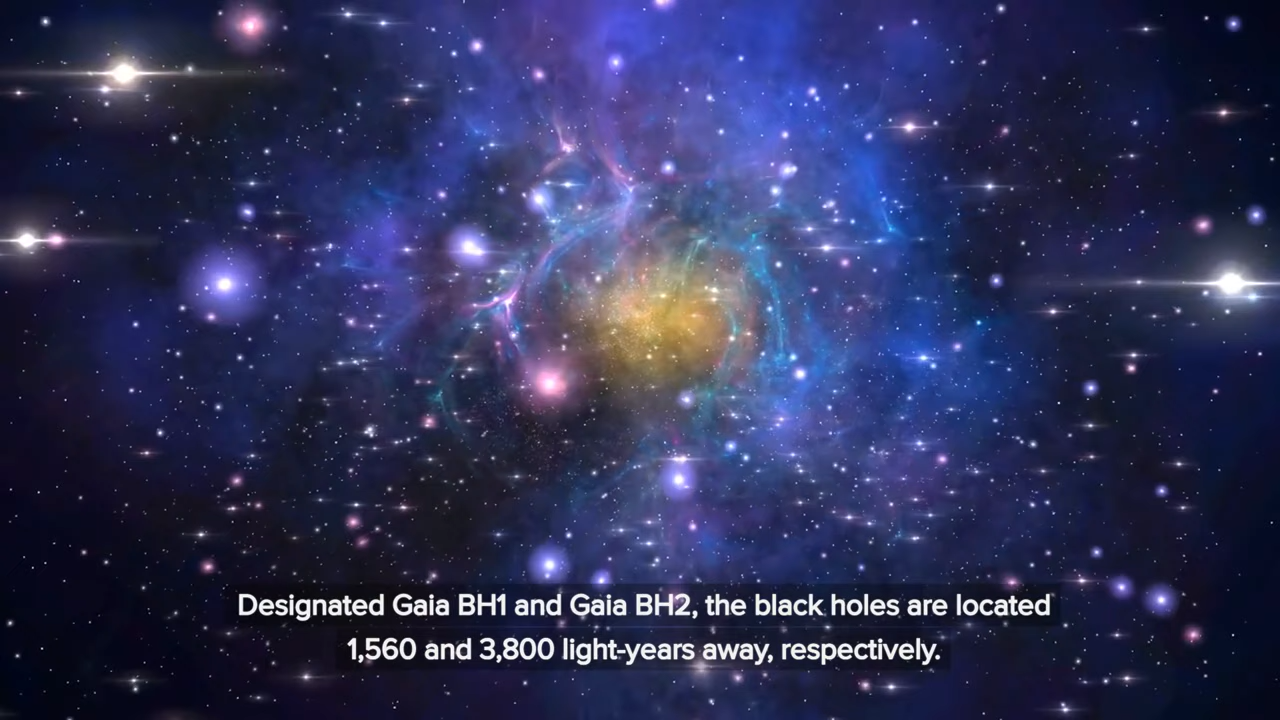 Designated Gaia BH1 and Gaia BH2, the black holes are located
1,560 and 3,800 light-years away, respectively.